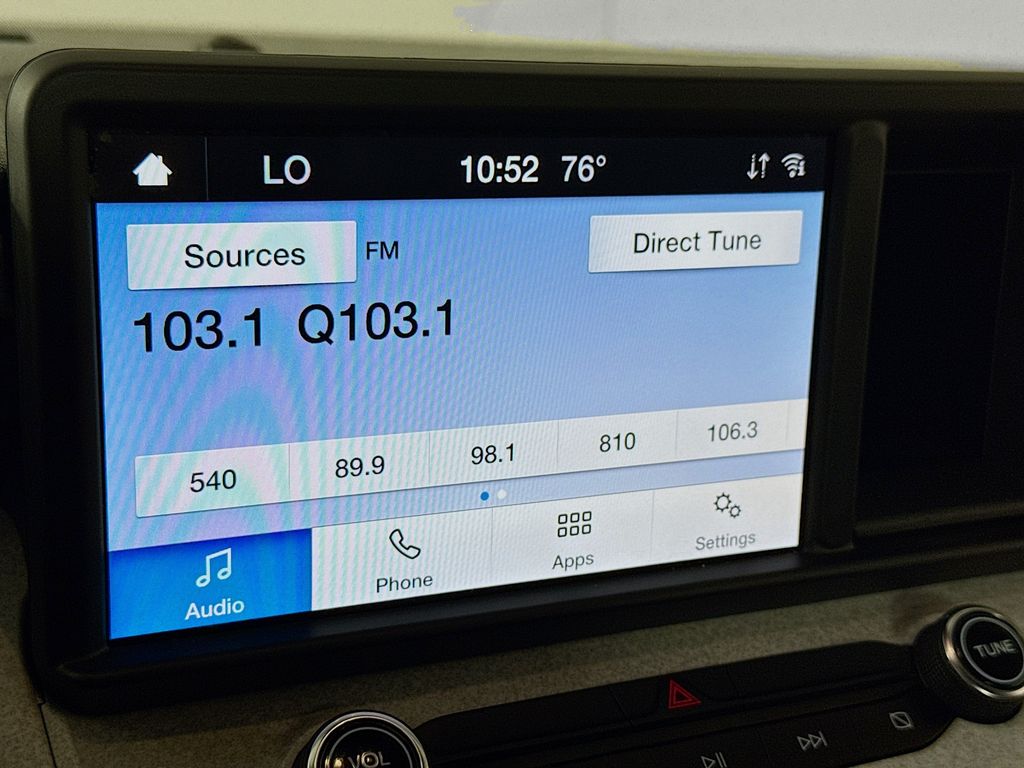 LO 10:52 76°
Sources FM Direct Tune
103.1 Q103.1
540 89.9 98.1 810 106.3
Audio Phone Apps Settings
TUNE
VOL